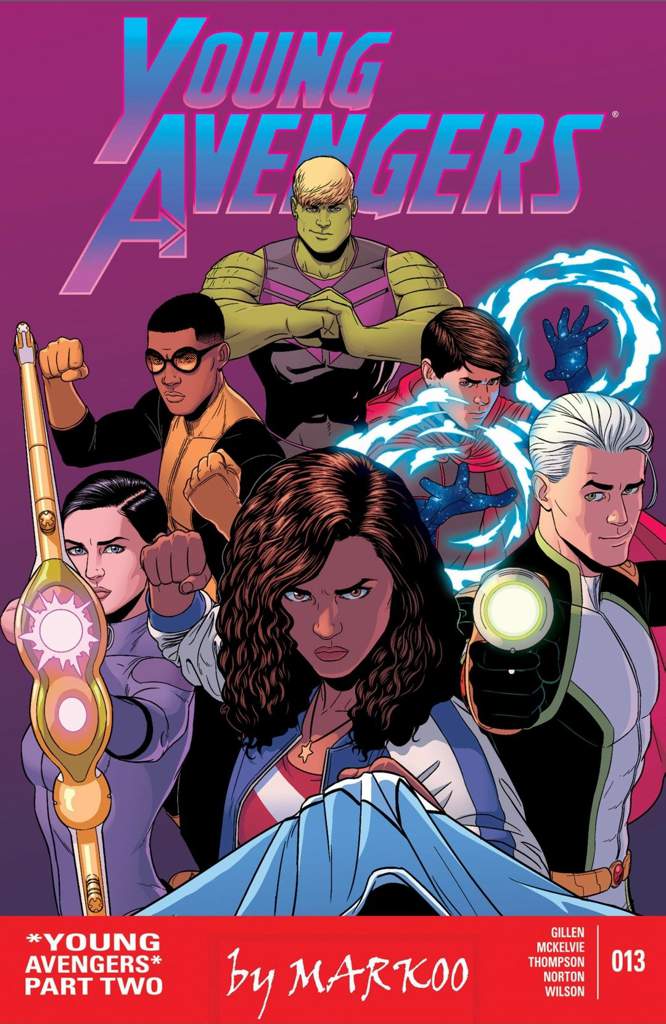 YOUNG
AVENGERS®
*YOUNG
AVENGERS*
PART TWO
by MARKOO
GILLEN
MCKELVIE
THOMPSON
NORTON
WILSON
013